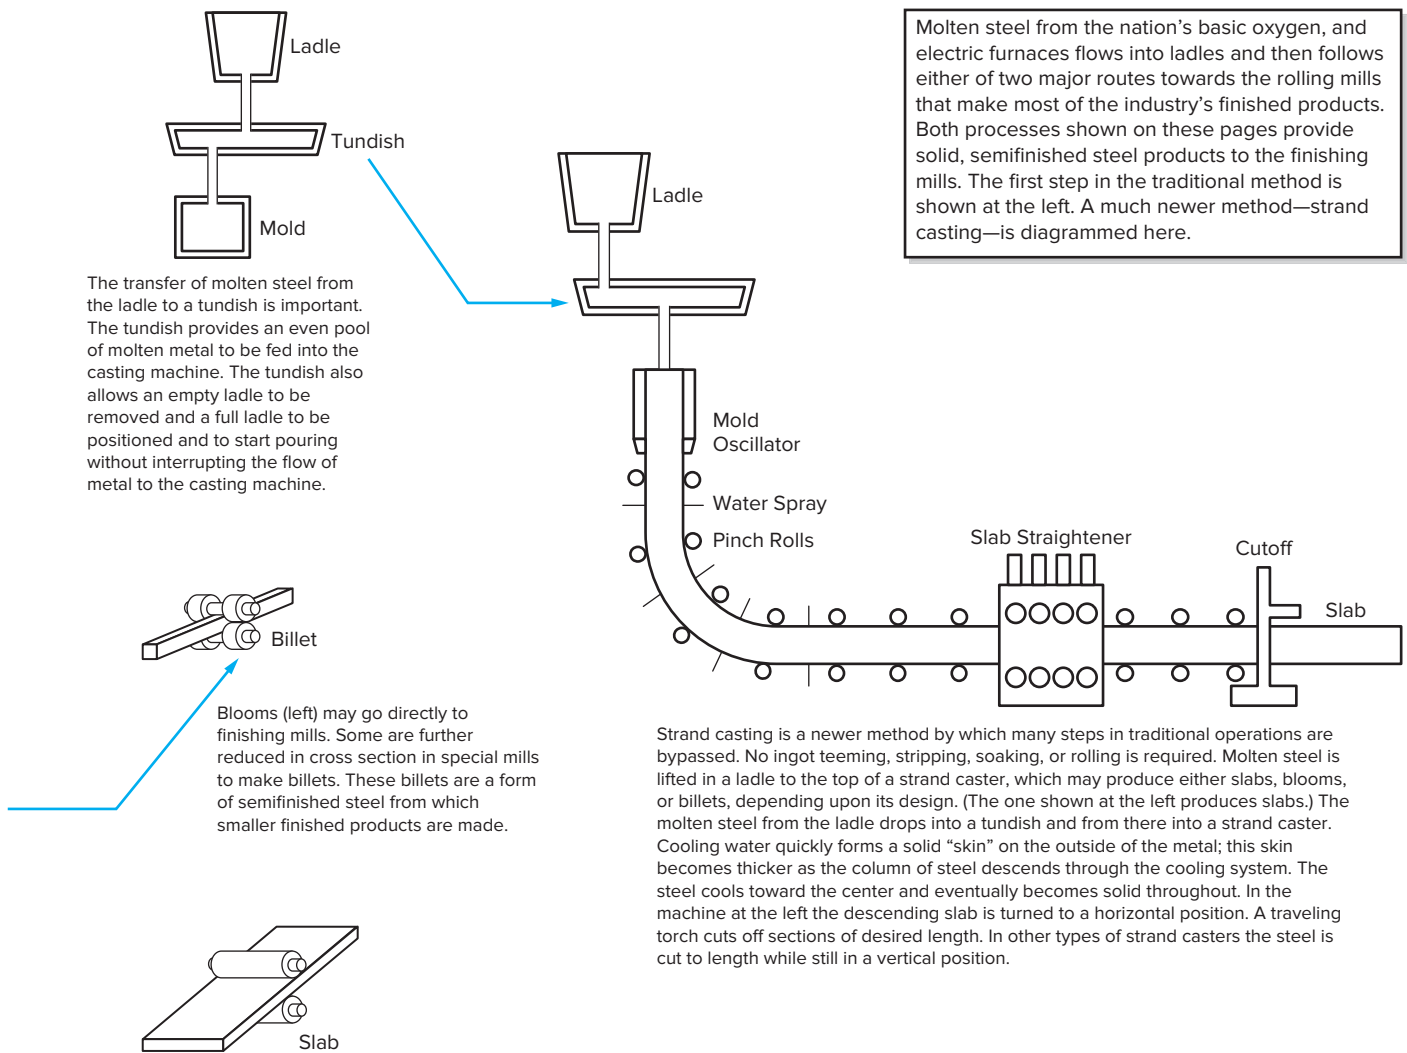 Ladle
Tundish
Mold
The transfer of molten steel from
the ladle to a tundish is important.
The tundish provides an even pool
of molten metal to be fed into the
casting machine. The tundish also
allows an empty ladle to be
removed and a full ladle to be
positioned and to start pouring
without interrupting the flow of
metal to the casting machine.
Molten steel from the nation’s basic oxygen, and
electric furnaces flows into ladles and then follows
either of two major routes towards the rolling mills
that make most of the industry’s finished products.
Both processes shown on these pages provide
solid, semifinished steel products to the finishing
mills. The first step in the traditional method is
shown at the left. A much newer method—strand
casting—is diagrammed here.
Ladle
Mold
Oscillator
Water Spray
Pinch Rolls
Slab Straightener
Cutoff
Slab
Billet
Blooms (left) may go directly to
finishing mills. Some are further
reduced in cross section in special mills
to make billets. These billets are a form
of semifinished steel from which
smaller finished products are made.
Strand casting is a newer method by which many steps in traditional operations are
bypassed. No ingot teeming, stripping, soaking, or rolling is required. Molten steel is
lifted in a ladle to the top of a strand caster, which may produce either slabs, blooms,
or billets, depending upon its design. (The one shown at the left produces slabs.) The
molten steel from the ladle drops into a tundish and from there into a strand caster.
Cooling water quickly forms a solid “skin” on the outside of the metal; this skin
becomes thicker as the column of steel descends through the cooling system. The
steel cools toward the center and eventually becomes solid throughout. In the
machine at the left the descending slab is turned to a horizontal position. A traveling
torch cuts off sections of desired length. In other types of strand casters the steel is
cut to length while still in a vertical position.
Slab